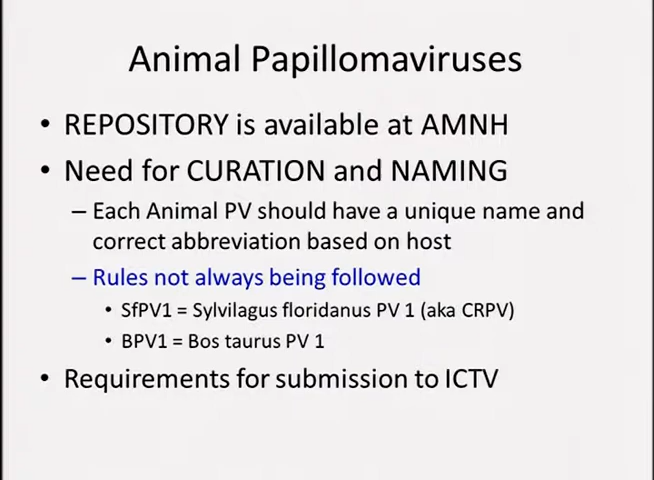 Animal Papillomaviruses
• REPOSITORY is available at AMNH
• Need for CURATION and NAMING
– Each Animal PV should have a unique name and
correct abbreviation based on host
– Rules not always being followed
• SfPV1 = Sylvilagus floridanus PV 1 (aka CRPV)
• BPV1 = Bos taurus PV 1
• Requirements for submission to ICTV